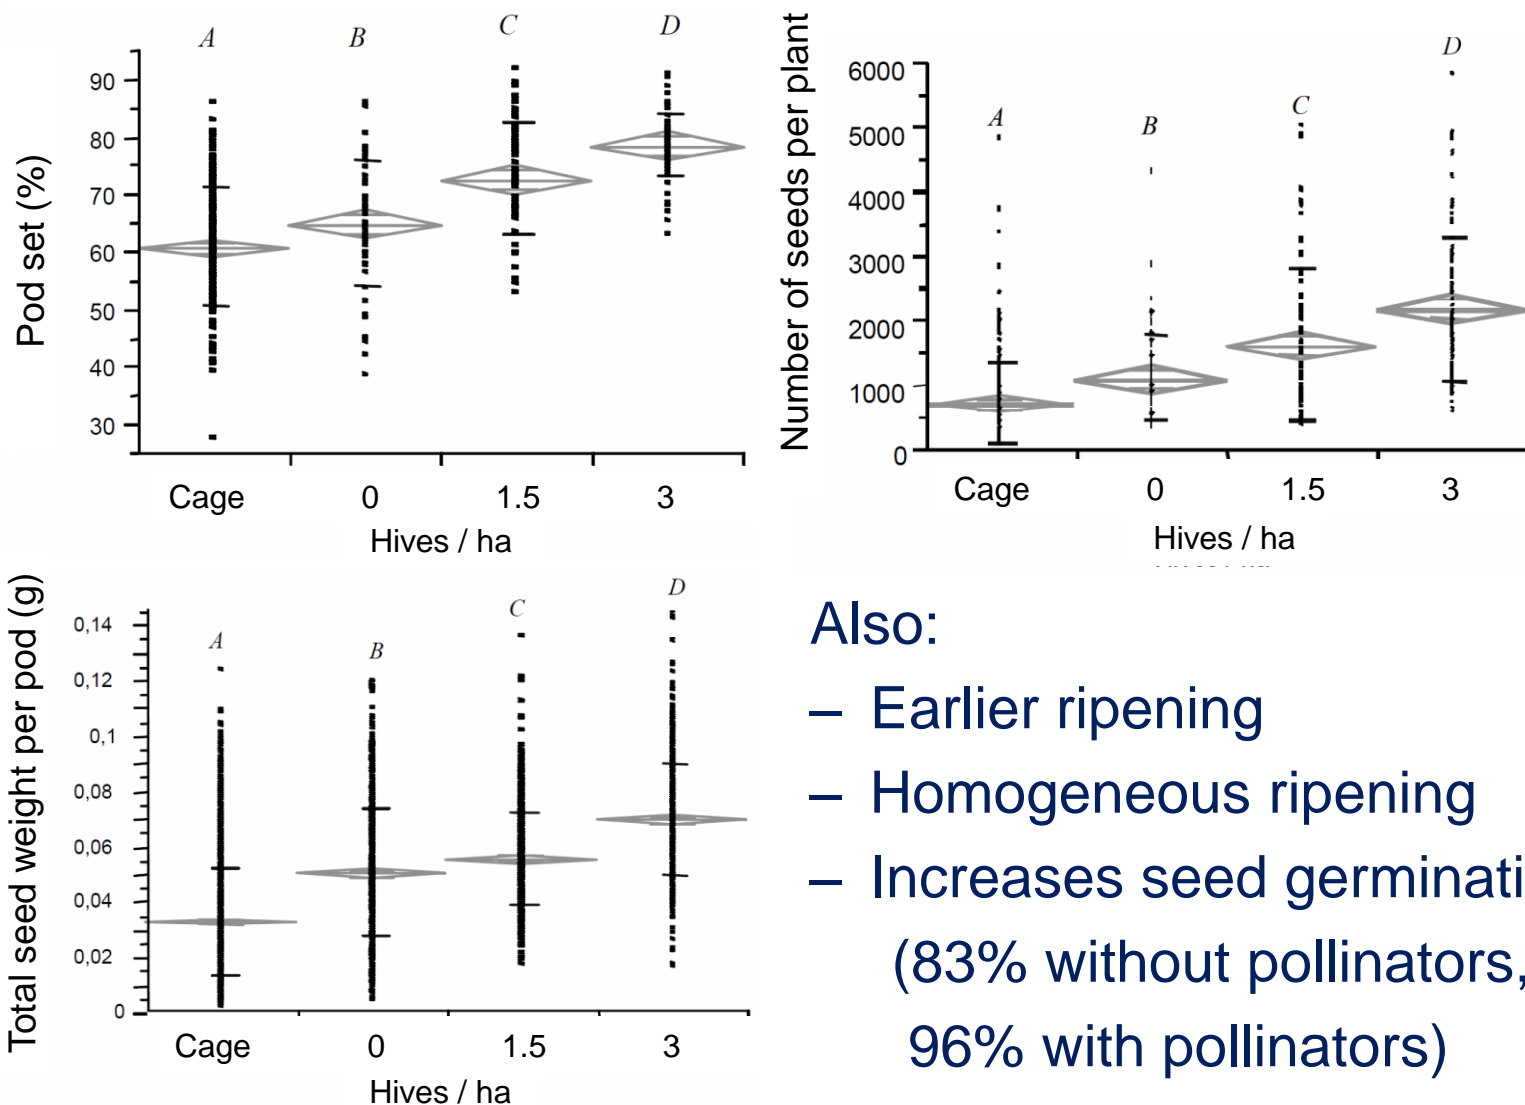 A
B
C
D
Pod set (%)
90
80
70
60
50
40
30
Cage
0
1.5
3
Hives / ha
A
B
C
D
Number of seeds per plant
6000
5000
4000
3000
2000
1000
0
Cage
0
1.5
3
Hives / ha
A
B
C
D
Total seed weight per pod (g)
0,14
0,12
0,1
0,08
0,06
0,04
0,02
0
Cage
0
1.5
3
Hives / ha
Also:
– Earlier ripening
– Homogeneous ripening
– Increases seed germinati
(83% without pollinators,
96% with pollinators)